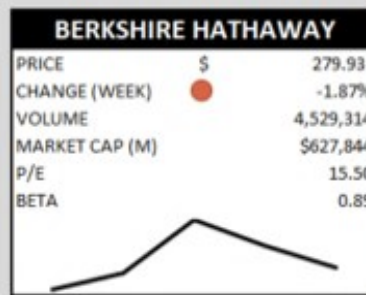 BERKSHIRE HATHAWAY
PRICE $ 279.93
CHANGE (WEEK) -1.87%
VOLUME 4,529,314
MARKET CAP (M) $627,844
P/E 15.50
BETA 0.89